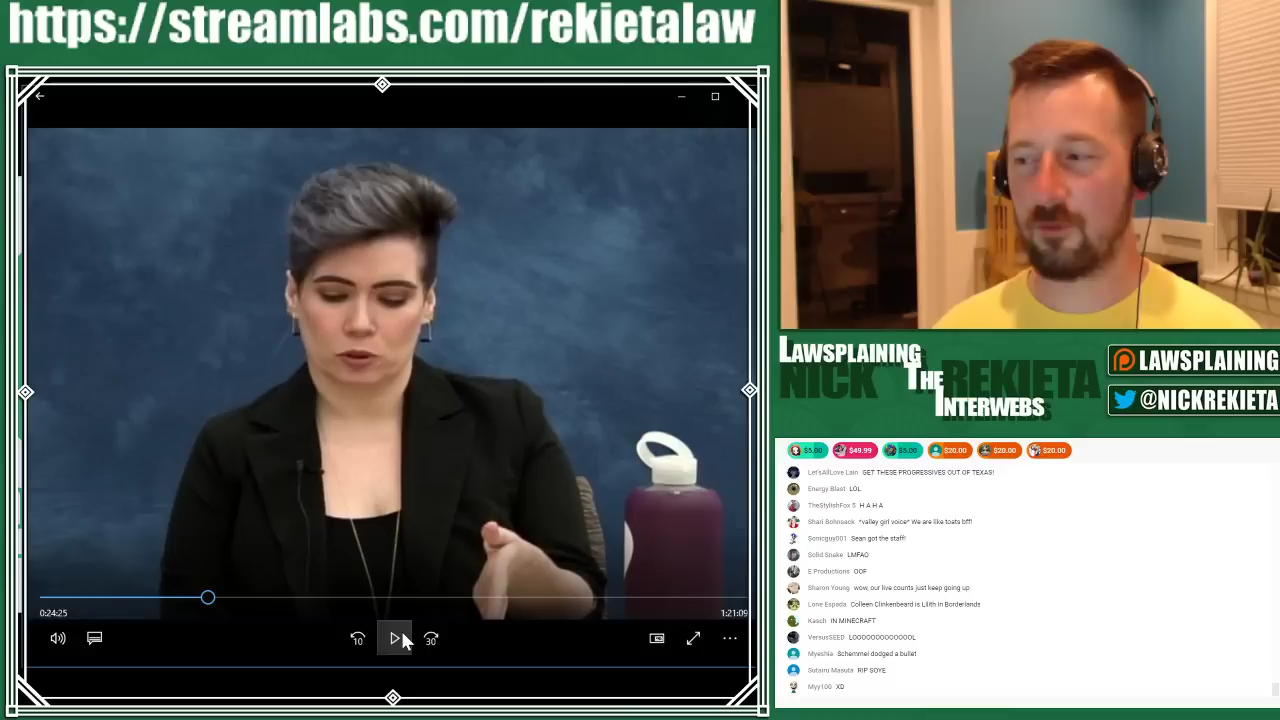 https://streamlabs.com/rekietalaw
0:24:25
1:21:09
10
30
LAWSPLAINING
THE
INTERWEBS
NICK REKIETA
LAWSPLAINING
@NICKREKIETA
$5.00 $49.99 $5.00 $20.00 $20.00 $20.00
Let'sAllLove Lain GET THESE PROGRESSIVES OUT OF TEXAS!
Energy Blast LOL
TheStylishFox S H A H A
Shari Bohnsack *valley girl voice* We are like toats bff!
Sonicguy001 Sean got the staff!
Solid Snake LMFAO
E Productions OOF
Sharon Young wow, our live counts just keep going up
Lone Espada Colleen Clinkenbeard is Lilith in Borderlands
Kasch IN MINECRAFT
VersusSEED LOOOOOOOOOOOOL
Myeshia Schemmel dodged a bullet
Sutairu Masuta RIP SOYE
Myy100 XD